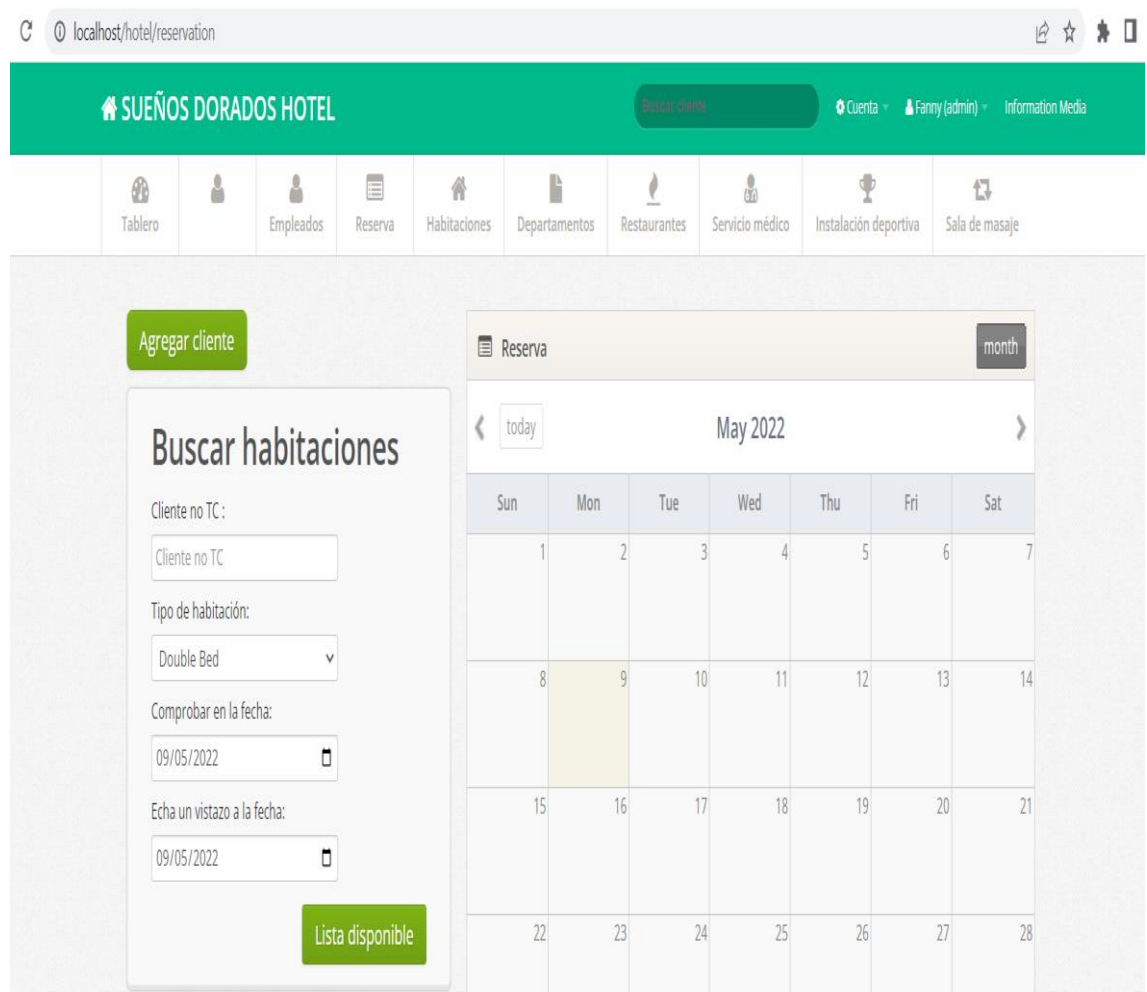 localhost/hotel/reservation
SUEÑOS DORADOS HOTEL
Buscar cliente
Cuenta
Fanny (admin)
Information Media
Tablero
Empleados
Reserva
Habitaciones
Departamentos
Restaurantes
Servicio médico
Instalación deportiva
Sala de masaje
Agregar cliente
Buscar habitaciones
Cliente no TC :
Cliente no TC
Tipo de habitación:
Double Bed
Comprobar en la fecha:
09/05/2022
Echa un vistazo a la fecha:
09/05/2022
Lista disponible
Reserva
month
today
May 2022
Sun Mon Tue Wed Thu Fri Sat
1 2 3 4 5 6 7
8 9 10 11 12 13 14
15 16 17 18 19 20 21
22 23 24 25 26 27 28